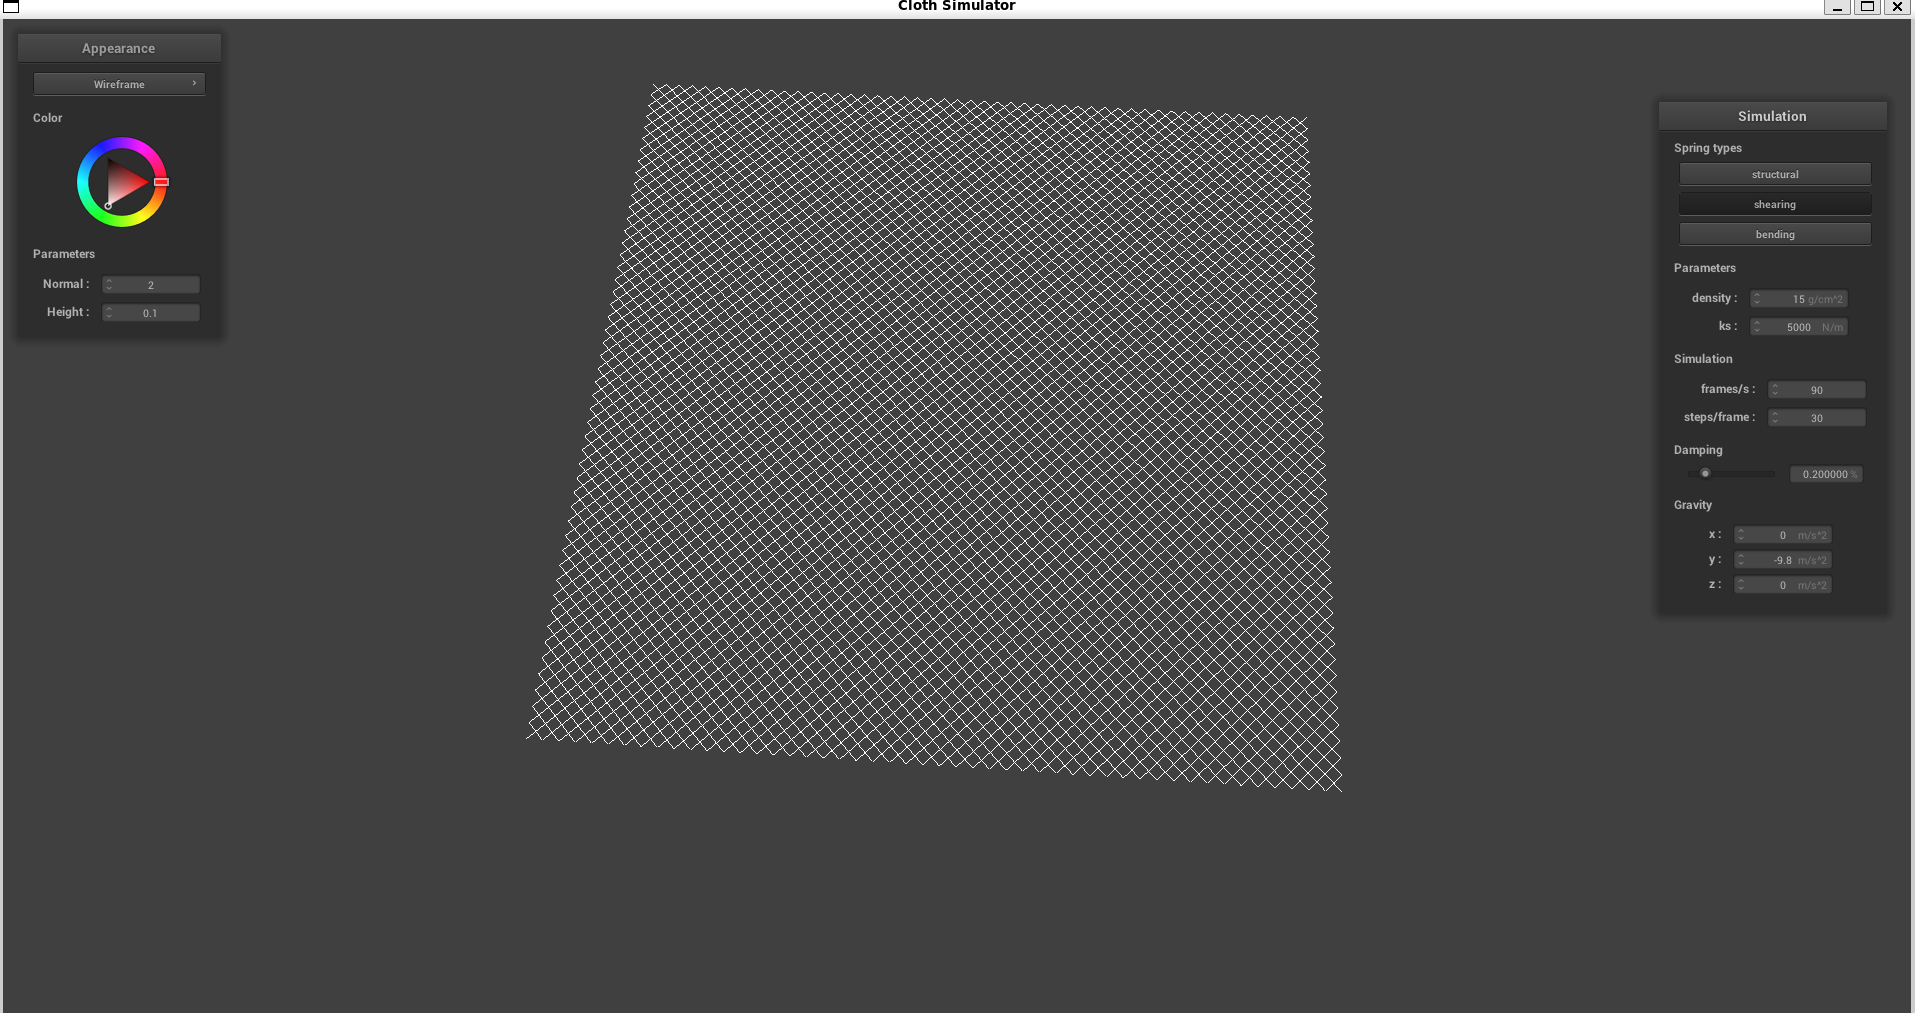 Cloth Simulator
Appearance
Wireframe
Color
Parameters
Normal : 2
Height : 0.1
Simulation
Spring types
structural
shearing
bending
Parameters
density : 15 g/cm^2
ks : 5000 N/m
Simulation
frames/s : 90
steps/frame : 30
Damping
0.200000 %
Gravity
x : 0 m/s^2
y : -9.8 m/s^2
z : 0 m/s^2